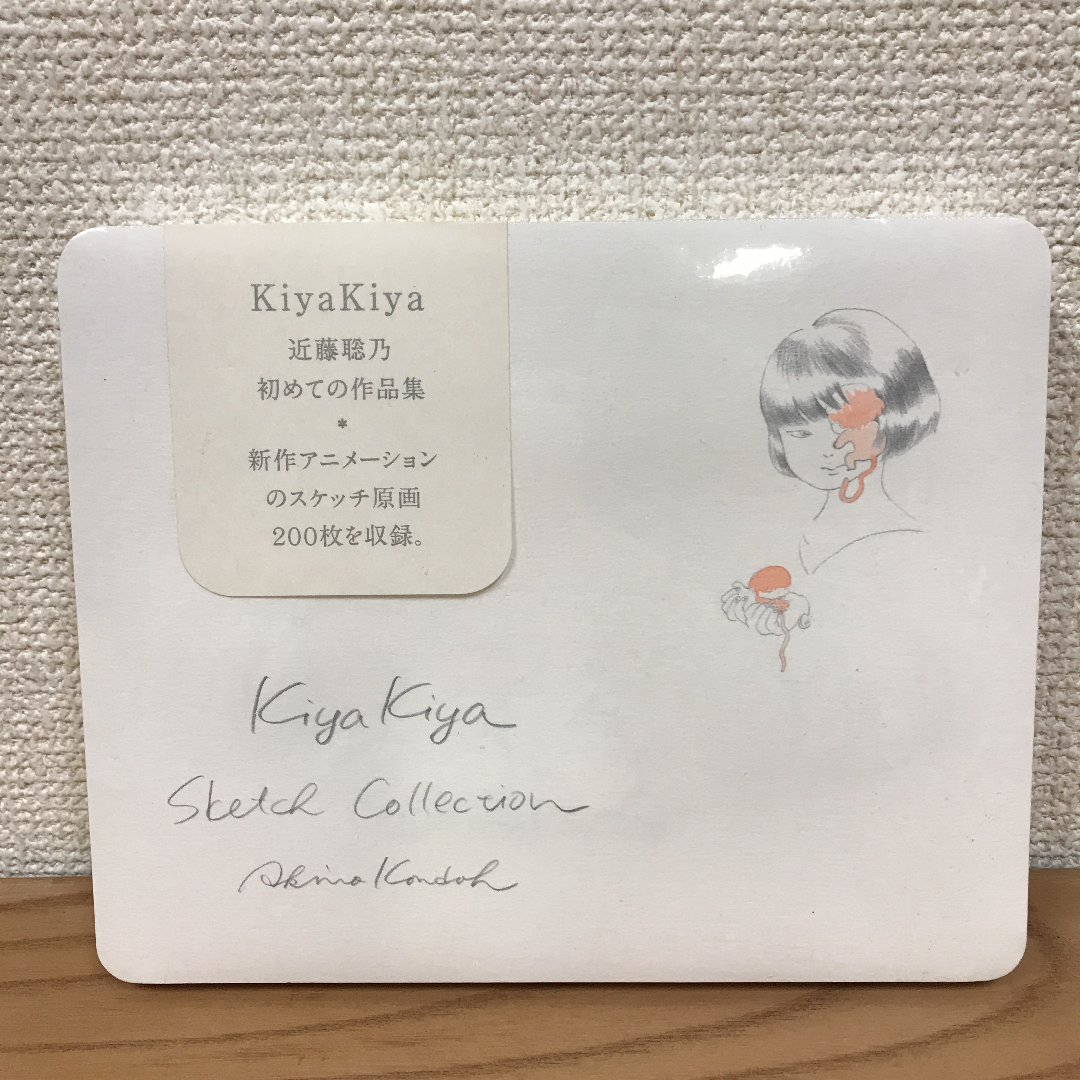 KiyaKiya
近藤聡乃
初めての作品集
*
新作アニメーション
のスケッチ原画
200枚を収録。
KiyaKiya
Sketch Collection
Akino Kondoh